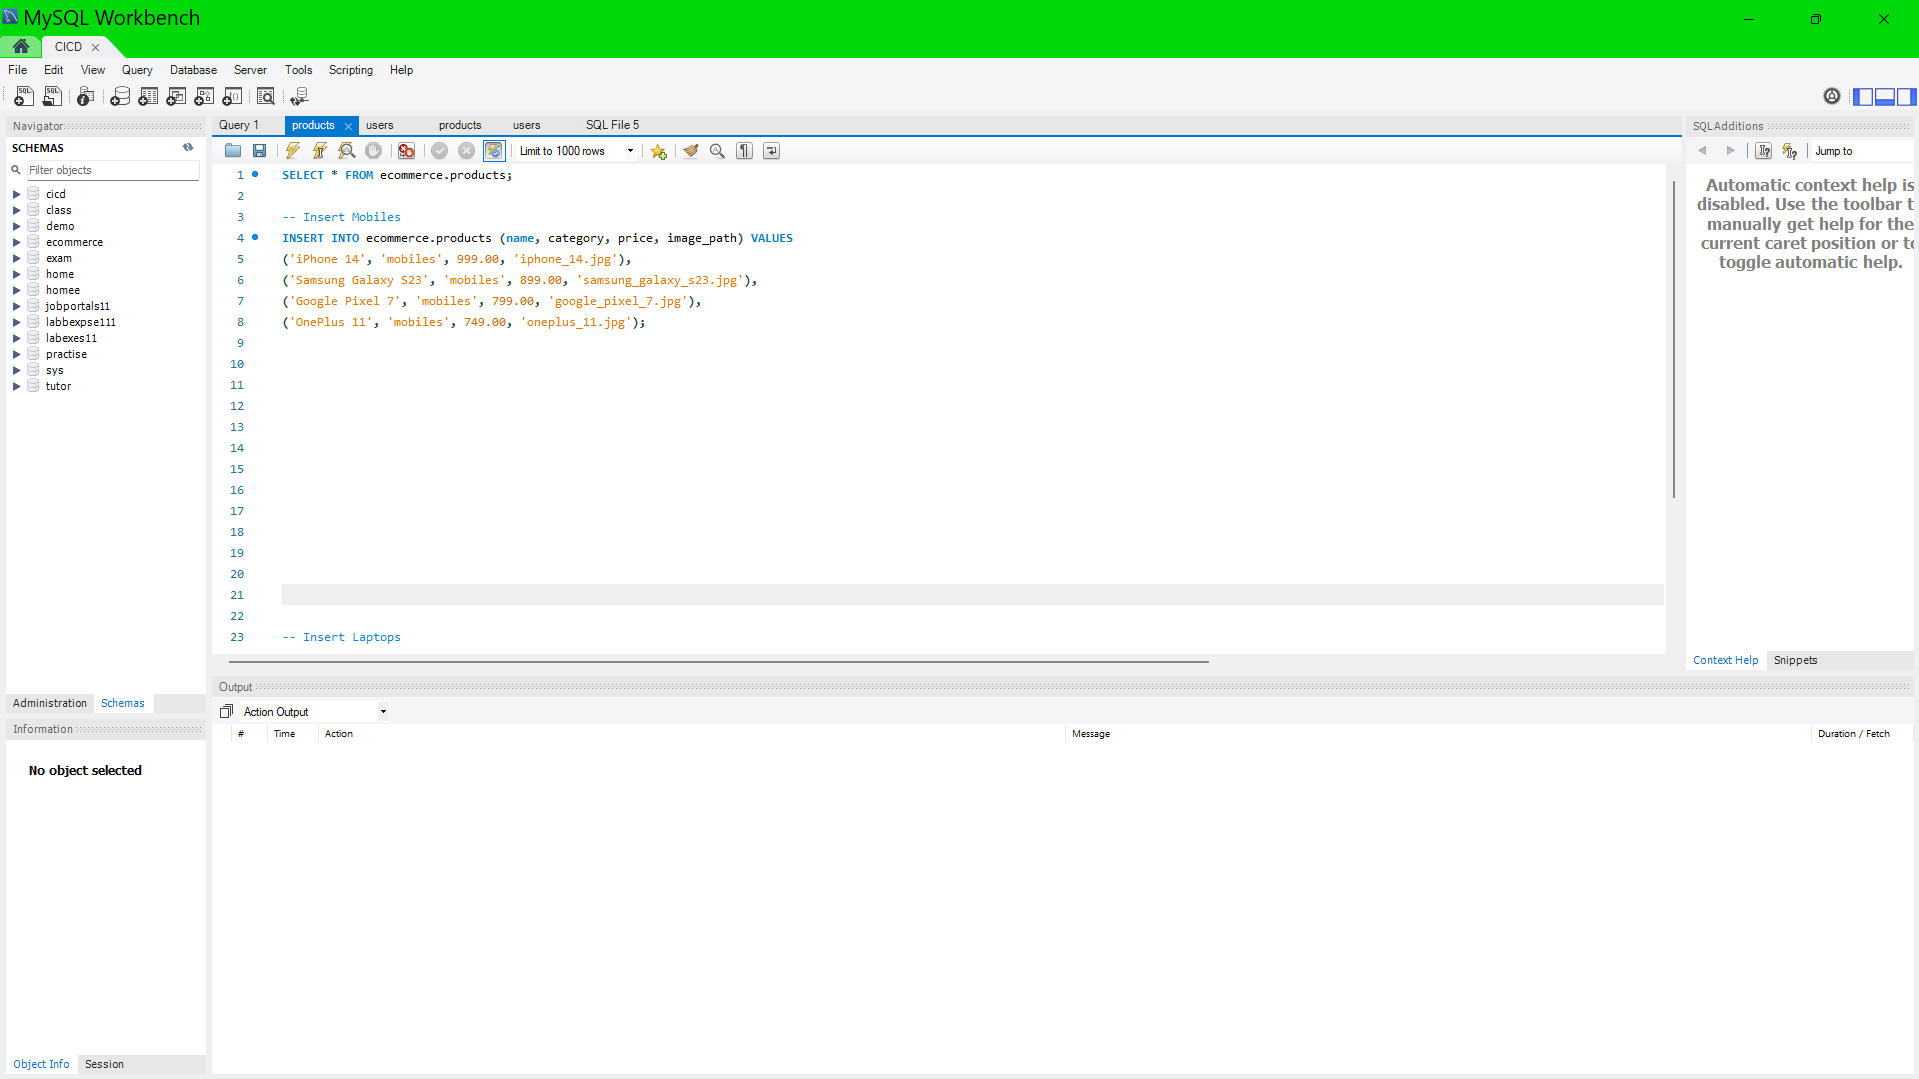 MySQL Workbench
CICD
File Edit View Query Database Server Tools Scripting Help
Navigator
SCHEMAS
Filter objects
cicd
class
demo
ecommerce
exam
home
homee
jobportals11
labbexpse111
labexes11
practise
sys
tutor
Administration Schemas
Information
No object selected
Object Info Session
Query 1 products users products users SQL File 5
Limit to 1000 rows
1 SELECT * FROM ecommerce.products;
2
3 -- Insert Mobiles
4 INSERT INTO ecommerce.products (name, category, price, image_path) VALUES
5 ('iPhone 14', 'mobiles', 999.00, 'iphone_14.jpg'),
6 ('Samsung Galaxy S23', 'mobiles', 899.00, 'samsung_galaxy_s23.jpg'),
7 ('Google Pixel 7', 'mobiles', 799.00, 'google_pixel_7.jpg'),
8 ('OnePlus 11', 'mobiles', 749.00, 'oneplus_11.jpg');
9
10
11
12
13
14
15
16
17
18
19
20
21
22
23 -- Insert Laptops
Output
Action Output
# Time Action Message Duration / Fetch
SQLAdditions
Jump to
Automatic context help is
disabled. Use the toolbar t
manually get help for the
current caret position or to
toggle automatic help.
Context Help Snippets